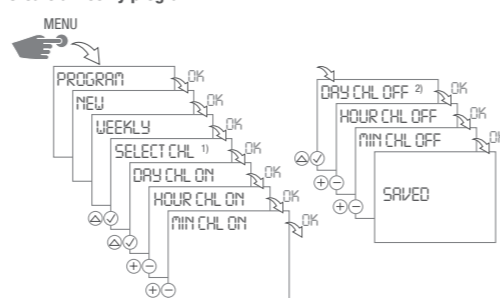 MENU
PROGRAM OK
NEW OK
WEEKLY OK
SELECT CHL 1) OK
DAY CHL ON OK
HOUR CHL ON OK
MIN CHL ON OK
DAY CHL OFF 2) OK
HOUR CHL OFF OK
MIN CHL OFF
SAVED